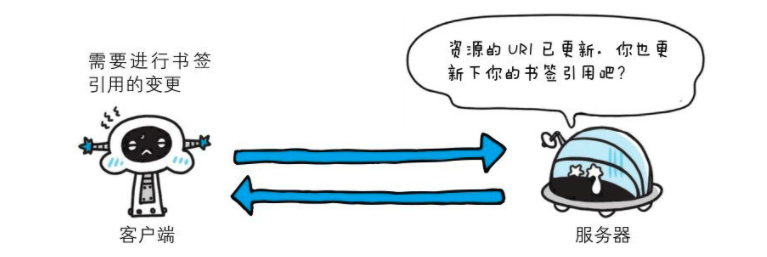 需要进行书签
引用的变更
资源的 URI 已更新，你也更
新下你的书签引用吧？
客户端
服务器